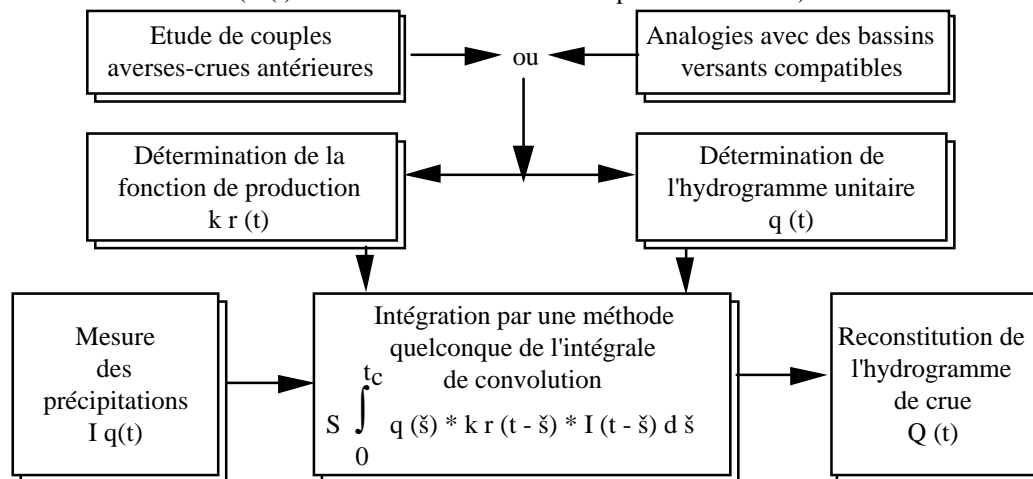 Etude de couples
averses-crues antérieures
ou
Analogies avec des bassins
versants compatibles
Détermination de la
fonction de production
k r (t)
Détermination de
l'hydrogramme unitaire
q (t)
Mesure
des
précipitations
I q(t)
Intégration par une méthode
quelconque de l'intégrale
de convolution
tc
S ∫ q (š) * k r (t - š) * I (t - š) d š
0
Reconstitution de
l'hydrogramme
de crue
Q (t)